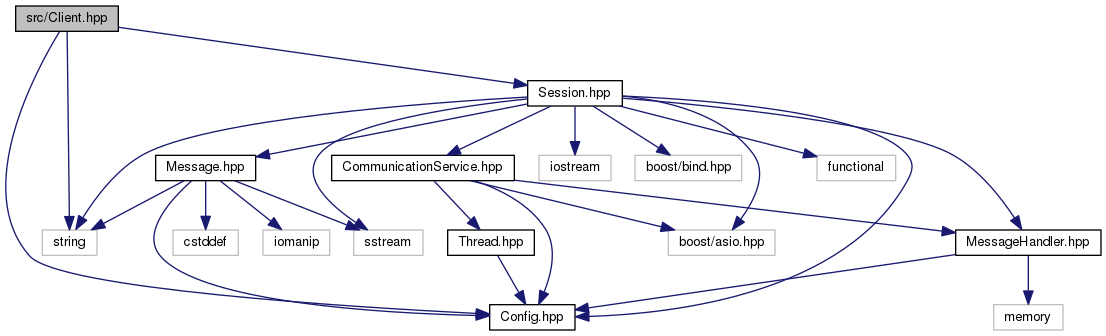 src/Client.hpp
Session.hpp
Message.hpp
CommunicationService.hpp
iostream
boost/bind.hpp
functional
string
cstddef
iomanip
sstream
Thread.hpp
boost/asio.hpp
MessageHandler.hpp
Config.hpp
memory